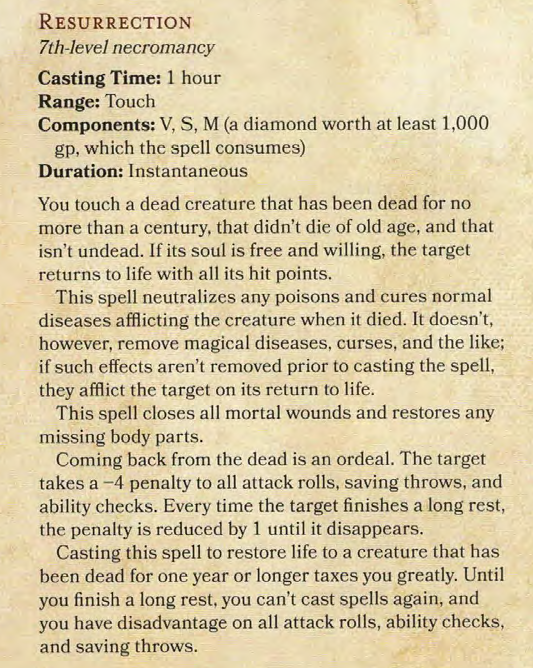 RESURRECTION
7th-level necromancy
Casting Time: 1 hour
Range: Touch
Components: V, S, M (a diamond worth at least 1,000
gp, which the spell consumes)
Duration: Instantaneous
You touch a dead creature that has been dead for no
more than a century, that didn't die of old age, and that
isn't undead. If its soul is free and willing, the target
returns to life with all its hit points.
This spell neutralizes any poisons and cures normal
diseases afflicting the creature when it died. It doesn't,
however, remove magical diseases, curses, and the like;
if such effects aren't removed prior to casting the spell,
they afflict the target on its return to life.
This spell closes all mortal wounds and restores any
missing body parts.
Coming back from the dead is an ordeal. The target
takes a −4 penalty to all attack rolls, saving throws, and
ability checks. Every time the target finishes a long rest,
the penalty is reduced by 1 until it disappears.
Casting this spell to restore life to a creature that has
been dead for one year or longer taxes you greatly. Until
you finish a long rest, you can't cast spells again, and
you have disadvantage on all attack rolls, ability checks,
and saving throws.